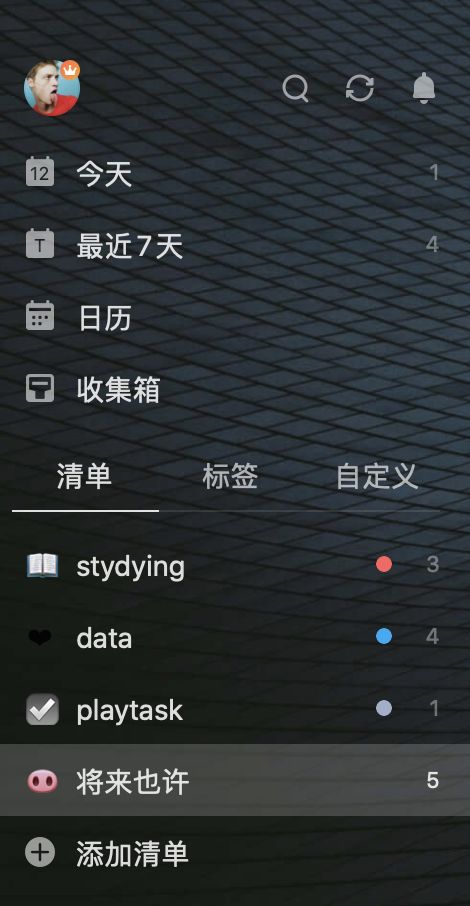 12 今天 1
T 最近7天 4
日历
收集箱
清单 标签 自定义
stydying 3
data 4
playtask 1
将来也许 5
添加清单